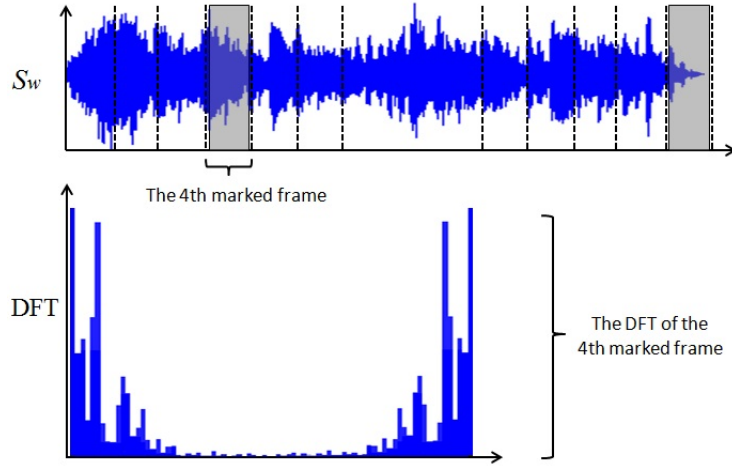 Sw
The 4th marked frame
DFT
The DFT of the
4th marked frame